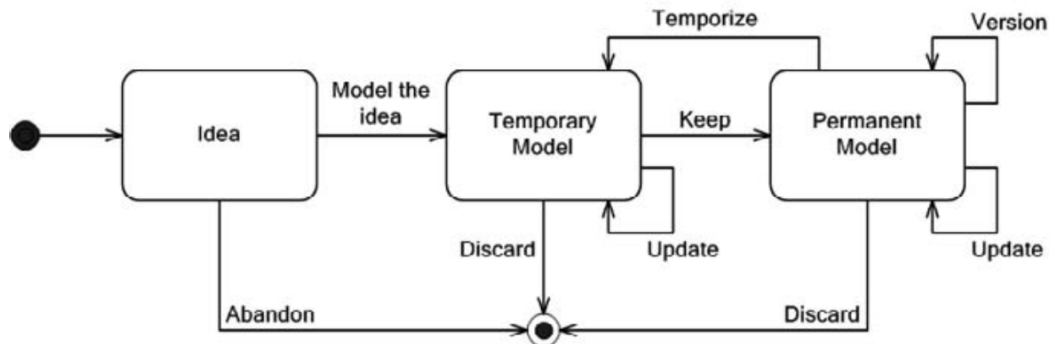 Temporize
Version
Model the
idea
Idea
Temporary
Model
Keep
Permanent
Model
Discard
Update
Update
Abandon
Discard